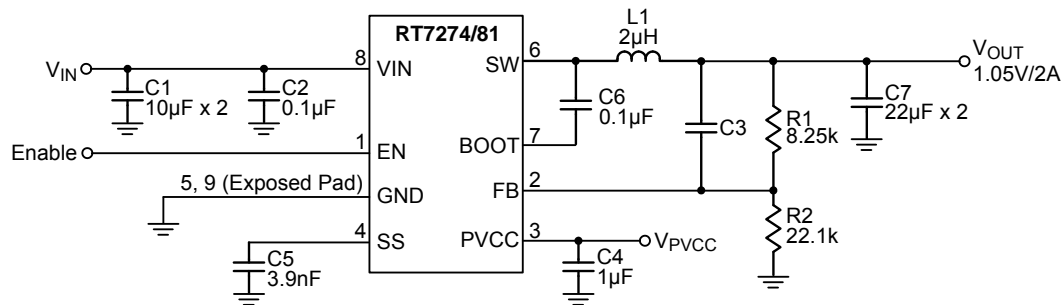 RT7274/81
VIN
8
VIN
C1
10µF x 2
C2
0.1µF
Enable
1
EN
5, 9 (Exposed Pad)
GND
4
SS
C5
3.9nF
SW
6
L1
2µH
C6
0.1µF
BOOT
7
FB
2
PVCC
3
C4
1µF
VPVCC
C3
R1
8.25k
R2
22.1k
C7
22µF x 2
VOUT
1.05V/2A